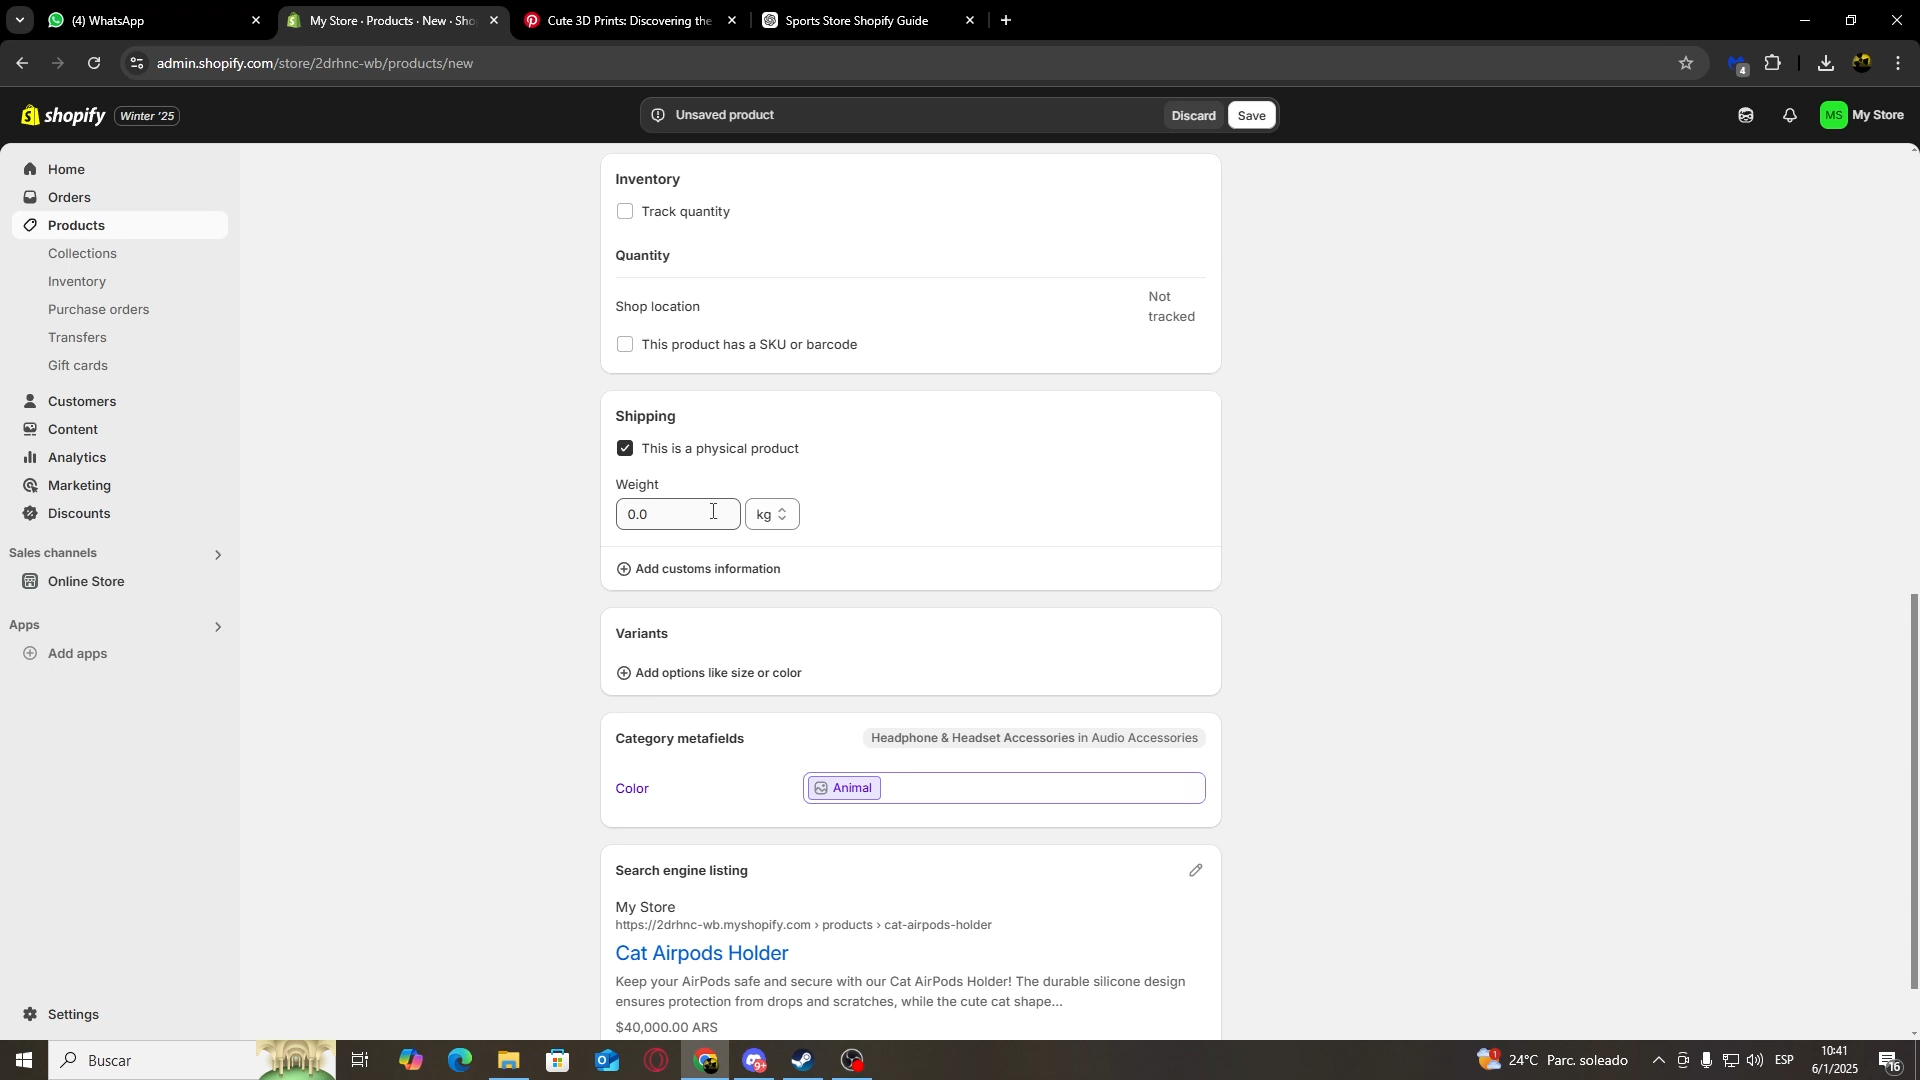 (4) WhatsApp
My Store · Products · New · Sho
Cute 3D Prints: Discovering the
Sports Store Shopify Guide
admin.shopify.com/store/2drhnc-wb/products/new
4
shopify
Winter '25
Unsaved product
Discard
Save
MS
My Store
Home
Orders
Products
Collections
Inventory
Purchase orders
Transfers
Gift cards
Customers
Content
Analytics
Marketing
Discounts
Sales channels
Online Store
Apps
Add apps
Settings
Inventory
Track quantity
Quantity
Shop location
Not
tracked
This product has a SKU or barcode
Shipping
This is a physical product
Weight
0.0
kg
Add customs information
Variants
Add options like size or color
Category metafields
Headphone & Headset Accessories in Audio Accessories
Color
Animal
Search engine listing
My Store
https://2drhnc-wb.myshopify.com › products › cat-airpods-holder
Cat Airpods Holder
Keep your AirPods safe and secure with our Cat AirPods Holder! The durable silicone design
ensures protection from drops and scratches, while the cute cat shape...
$40,000.00 ARS
Buscar
9+
1
24°C Parc. soleado
ESP
10:41
6/1/2025
16